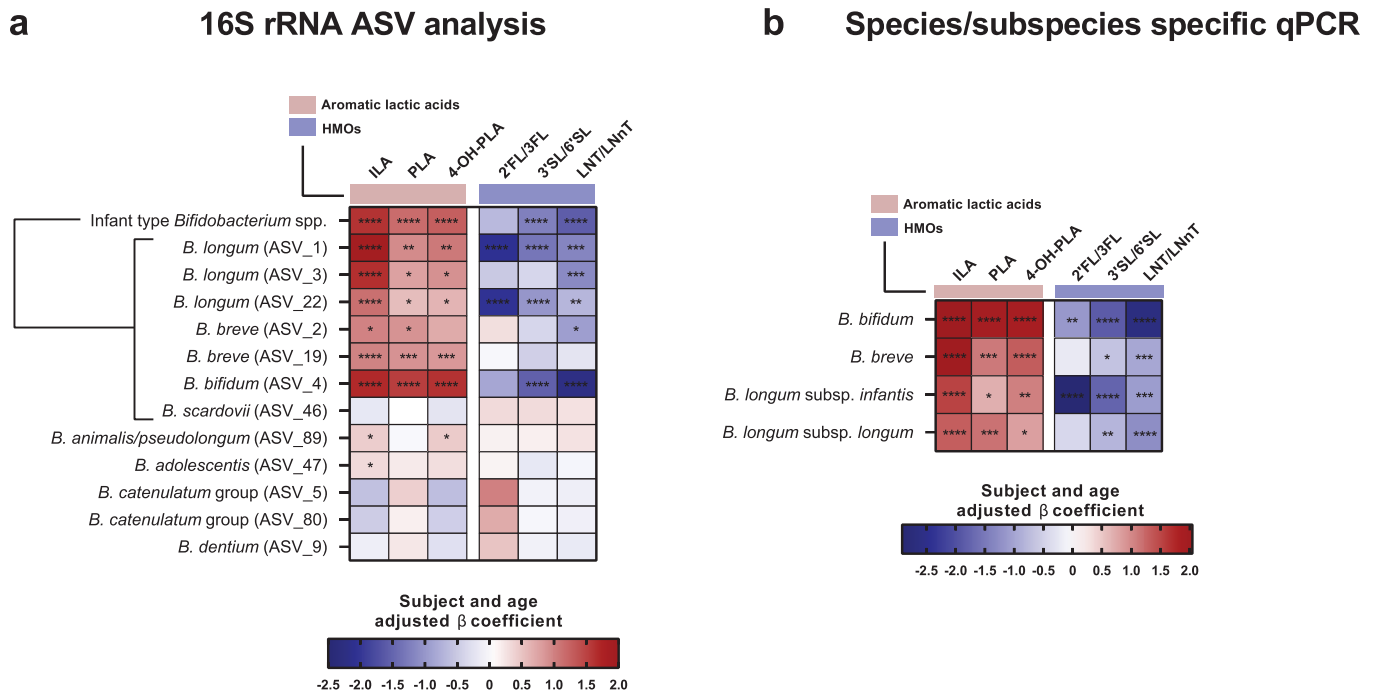 a
16S rRNA ASV analysis
Aromatic lactic acids
HMOs
ILA
PLA
4-OH-PLA
2'FL/3FL
3'SL/6'SL
LNT/LNnT
Infant type Bifidobacterium spp. **** **** **** **** ****
B. longum (ASV_1) **** ** ** **** **** ***
B. longum (ASV_3) **** * * ***
B. longum (ASV_22) **** * * **** **** **
B. breve (ASV_2) * * *
B. breve (ASV_19) **** *** ***
B. bifidum (ASV_4) **** **** **** **** ****
B. scardovii (ASV_46)
B. animalis/pseudolongum (ASV_89) * *
B. adolescentis (ASV_47) *
B. catenulatum group (ASV_5)
B. catenulatum group (ASV_80)
B. dentium (ASV_9)
Subject and age
adjusted β coefficient
-2.5 -2.0 -1.5 -1.0 -0.5 0 0.5 1.0 1.5 2.0
b
Species/subspecies specific qPCR
Aromatic lactic acids
HMOs
ILA
PLA
4-OH-PLA
2'FL/3FL
3'SL/6'SL
LNT/LNnT
B. bifidum **** **** **** ** **** ****
B. breve **** *** **** * ***
B. longum subsp. infantis **** * ** **** **** ***
B. longum subsp. longum **** *** * ** ****
Subject and age
adjusted β coefficient
-2.5 -2.0 -1.5 -1.0 -0.5 0 0.5 1.0 1.5 2.0